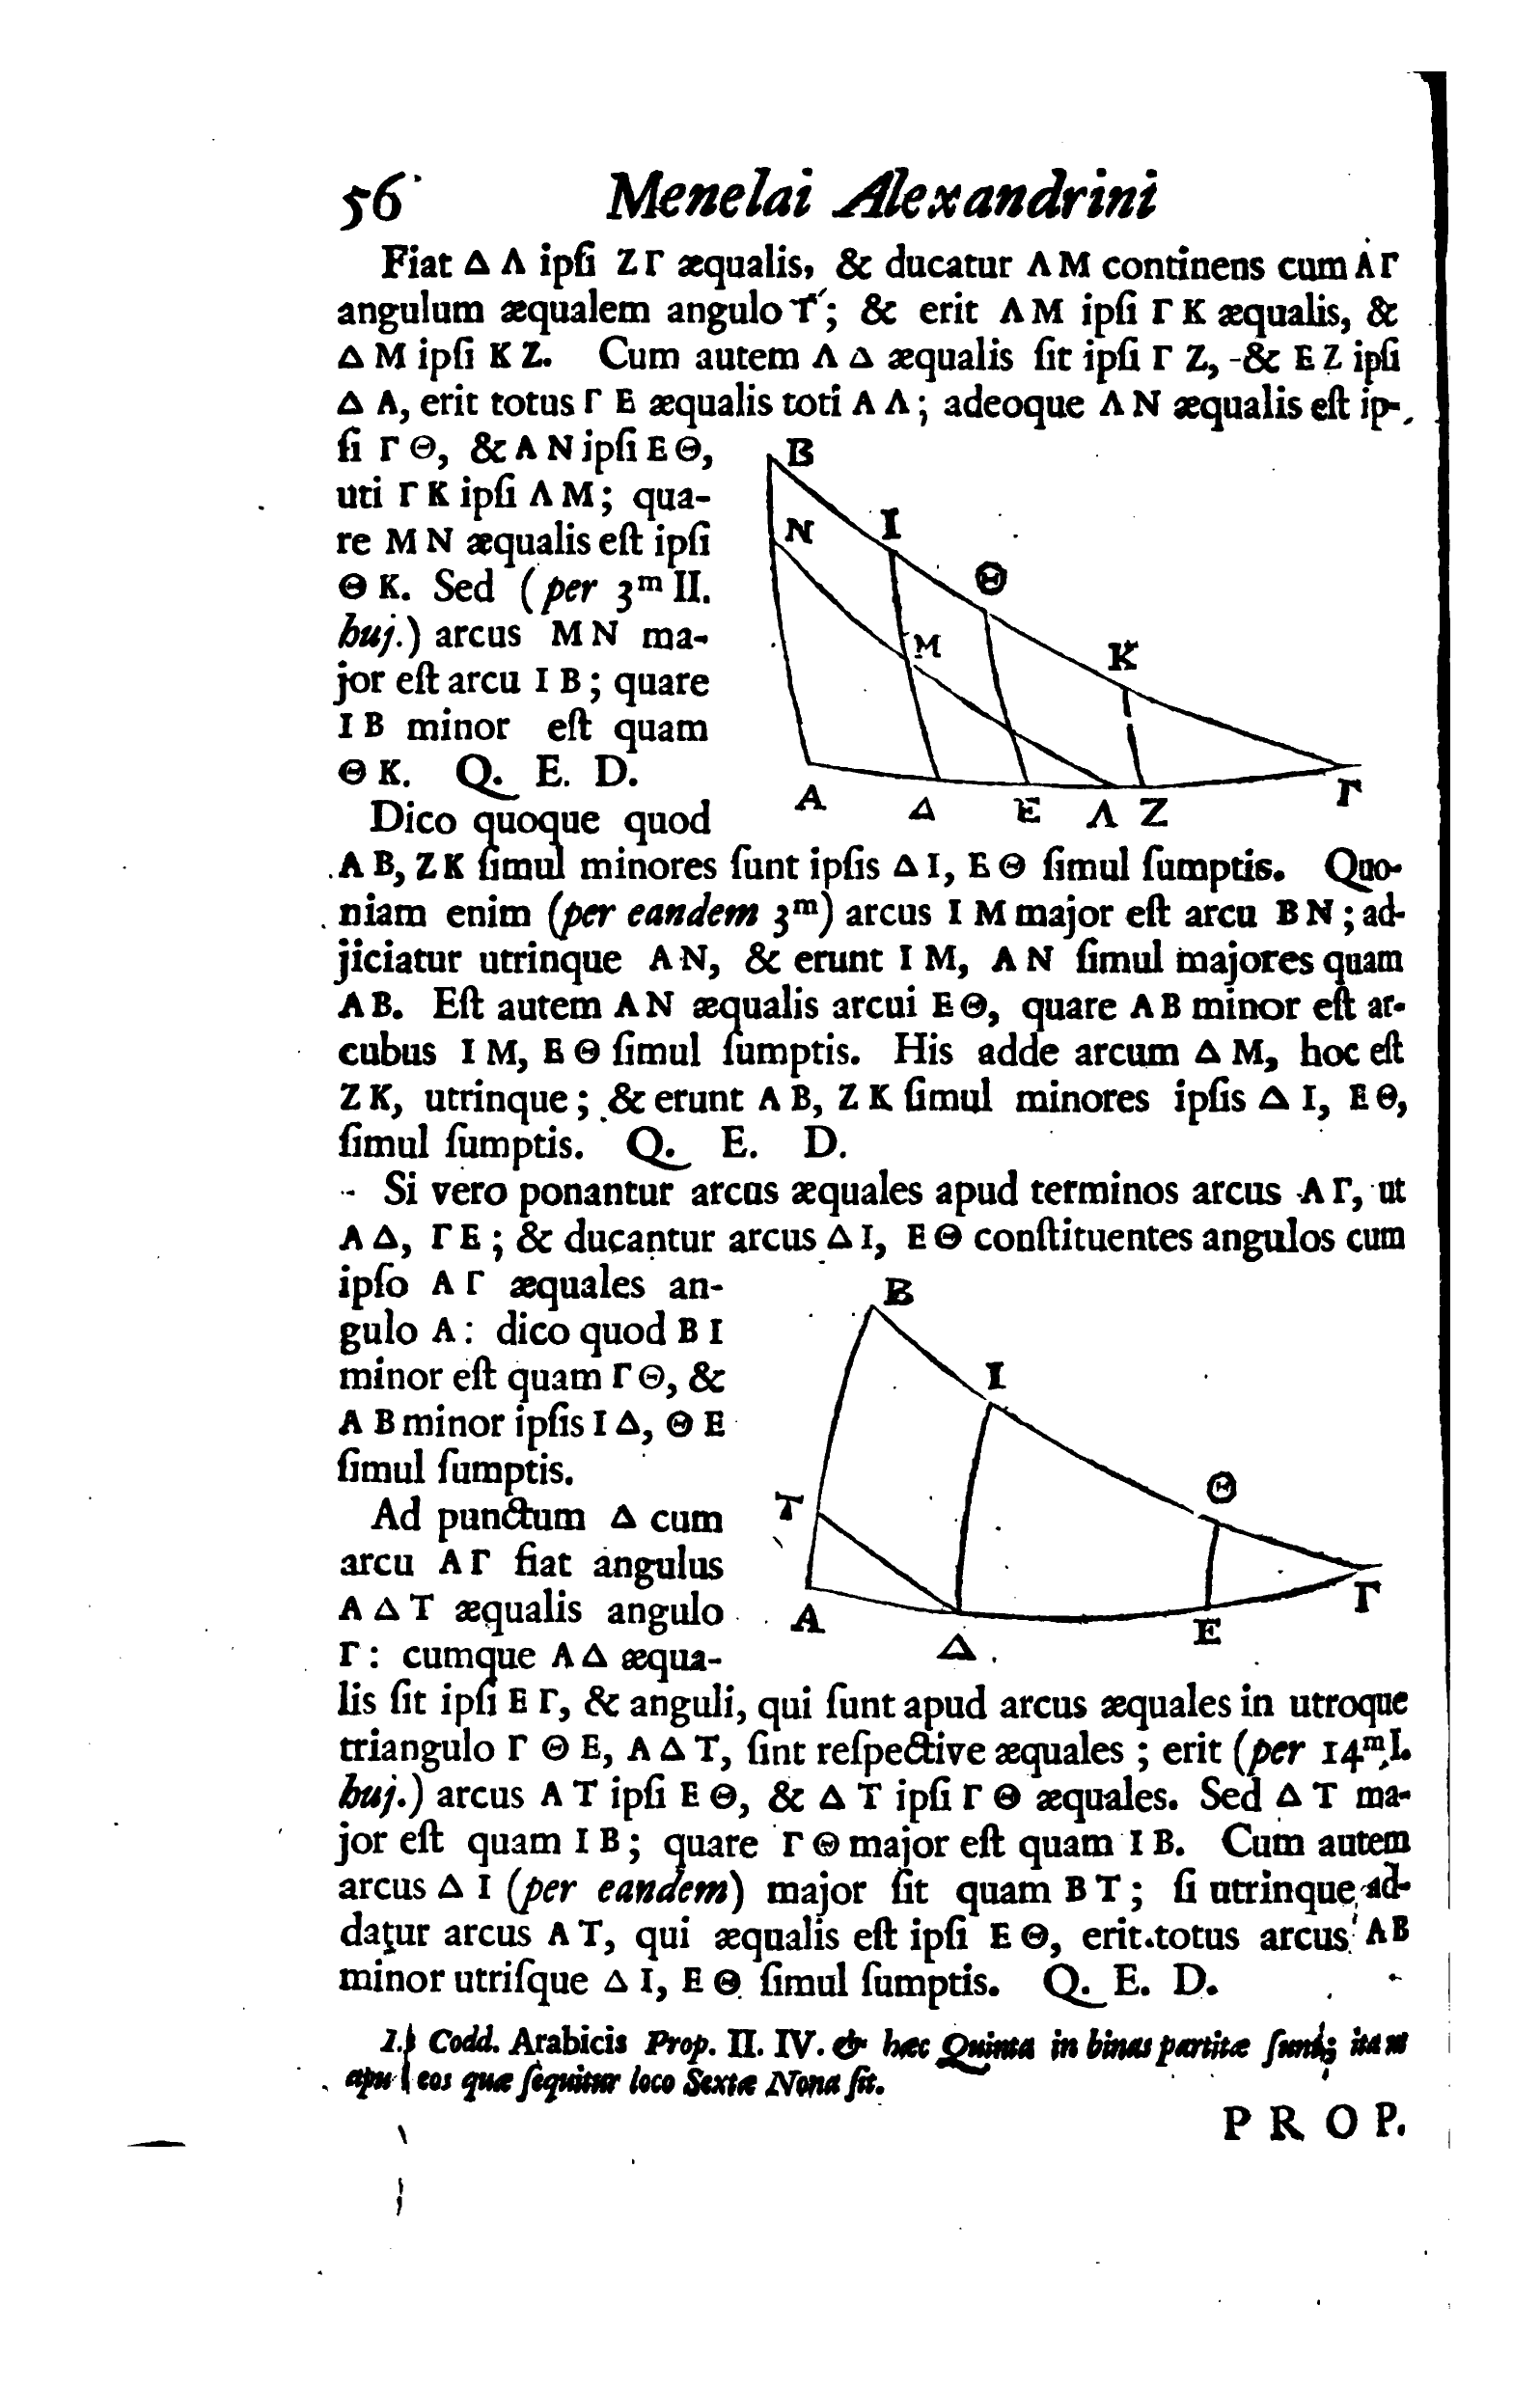 56 Menelai Alexandrini
Fiat Δ Λ ipſi Z Γ æqualis, & ducatur Λ M continens cum A Γ
angulum æqualem angulo Γ; & erit Λ M ipſi Γ K æqualis, &
Δ M ipſi K Z. Cum autem Λ Δ æqualis ſit ipſi Γ Z, & E Z ipſi
Δ A, erit totus Γ E æqualis toti A Λ; adeoque Λ N æqualis eſt ip-
ſi Γ Θ, & A N ipſi E Θ,
uti Γ K ipſi Λ M; qua-
re M N æqualis eſt ipſi
Θ K. Sed (per 3m II.
huj.) arcus M N ma-
jor eſt arcu I B; quare
I B minor eſt quam
Θ K. Q. E. D.
B
N
I
Θ
M
K
A Δ E Λ Z Γ
Dico quoque quod
A B, Z K ſimul minores ſunt ipſis Δ I, E Θ ſimul ſumptis. Quo-
niam enim (per eandem 3m) arcus I M major eſt arcu B N; ad-
jiciatur utrinque A N, & erunt I M, A N ſimul majores quam
A B. Eſt autem A N æqualis arcui E Θ, quare A B minor eſt ar-
cubus I M, E Θ ſimul ſumptis. His adde arcum Δ M, hoc eſt
Z K, utrinque; & erunt A B, Z K ſimul minores ipſis Δ I, E Θ,
ſimul ſumptis. Q. E. D.
Si vero ponantur arcus æquales apud terminos arcus A Γ, ut
A Δ, Γ E; & ducantur arcus Δ I, E Θ conſtituentes angulos cum
ipſo A Γ æquales an-
gulo A: dico quod B I
minor eſt quam Γ Θ, &
A B minor ipſis I Δ, Θ E
ſimul ſumptis.
B
I
Θ
T
A Δ E Γ
Ad punctum Δ cum
arcu A Γ fiat angulus
A Δ T æqualis angulo
Γ: cumque A Δ æqua-
lis ſit ipſi E Γ, & anguli, qui ſunt apud arcus æquales in utroque
triangulo Γ Θ E, A Δ T, ſint reſpective æquales; erit (per 14m I.
huj.) arcus A T ipſi E Θ, & Δ T ipſi Γ Θ æquales. Sed Δ T ma-
jor eſt quam I B; quare Γ Θ major eſt quam I B. Cum autem
arcus Δ I (per eandem) major ſit quam B T; ſi utrinque ad-
datur arcus A T, qui æqualis eſt ipſi E Θ, erit totus arcus A B
minor utriſque Δ I, E Θ ſimul ſumptis. Q. E. D.
Codd. Arabicis Prop. II. IV. & hæc Quinta in binas partitæ ſunt; ita ut
eos quæ ſequitur loco Sextæ Nona ſit.
PROP.